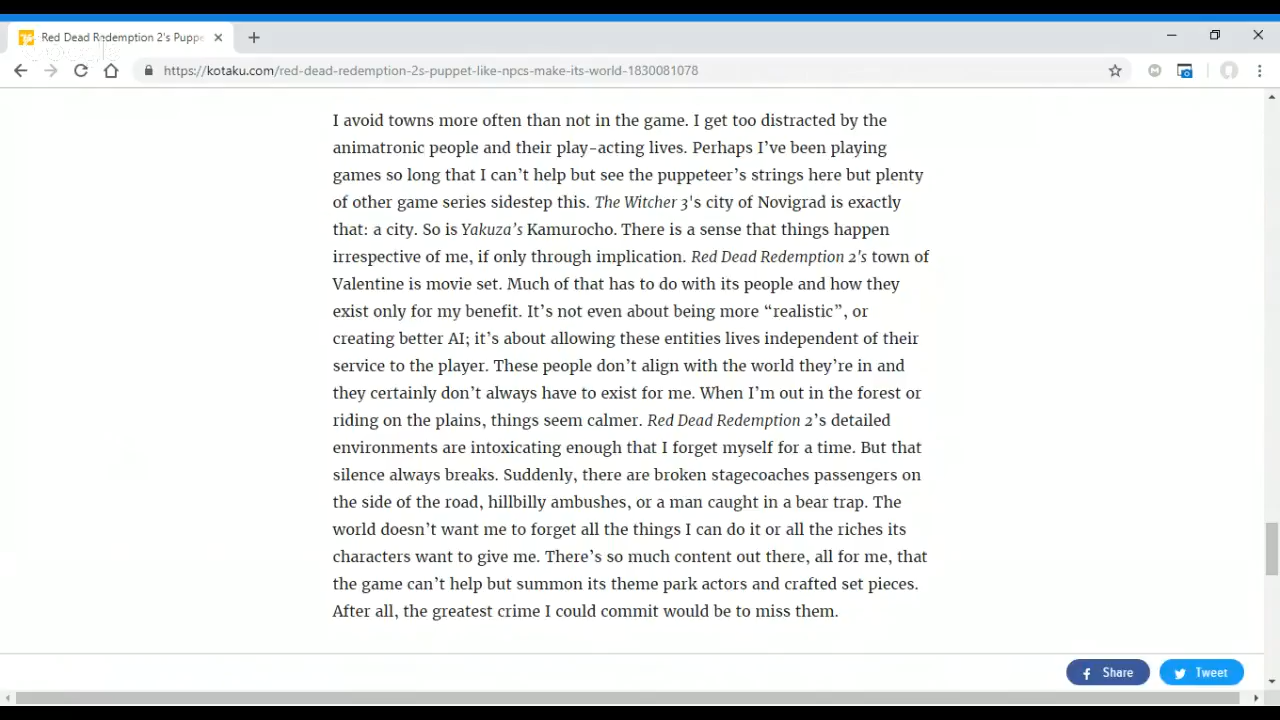 Red Dead Redemption 2's Puppe
https://kotaku.com/red-dead-redemption-2s-puppet-like-npcs-make-its-world-1830081078
I avoid towns more often than not in the game. I get too distracted by the
animatronic people and their play-acting lives. Perhaps I’ve been playing
games so long that I can’t help but see the puppeteer’s strings here but plenty
of other game series sidestep this. The Witcher 3's city of Novigrad is exactly
that: a city. So is Yakuza’s Kamurocho. There is a sense that things happen
irrespective of me, if only through implication. Red Dead Redemption 2's town of
Valentine is movie set. Much of that has to do with its people and how they
exist only for my benefit. It’s not even about being more “realistic”, or
creating better AI; it’s about allowing these entities lives independent of their
service to the player. These people don’t align with the world they’re in and
they certainly don’t always have to exist for me. When I’m out in the forest or
riding on the plains, things seem calmer. Red Dead Redemption 2’s detailed
environments are intoxicating enough that I forget myself for a time. But that
silence always breaks. Suddenly, there are broken stagecoaches passengers on
the side of the road, hillbilly ambushes, or a man caught in a bear trap. The
world doesn’t want me to forget all the things I can do it or all the riches its
characters want to give me. There’s so much content out there, all for me, that
the game can’t help but summon its theme park actors and crafted set pieces.
After all, the greatest crime I could commit would be to miss them.
Share
Tweet